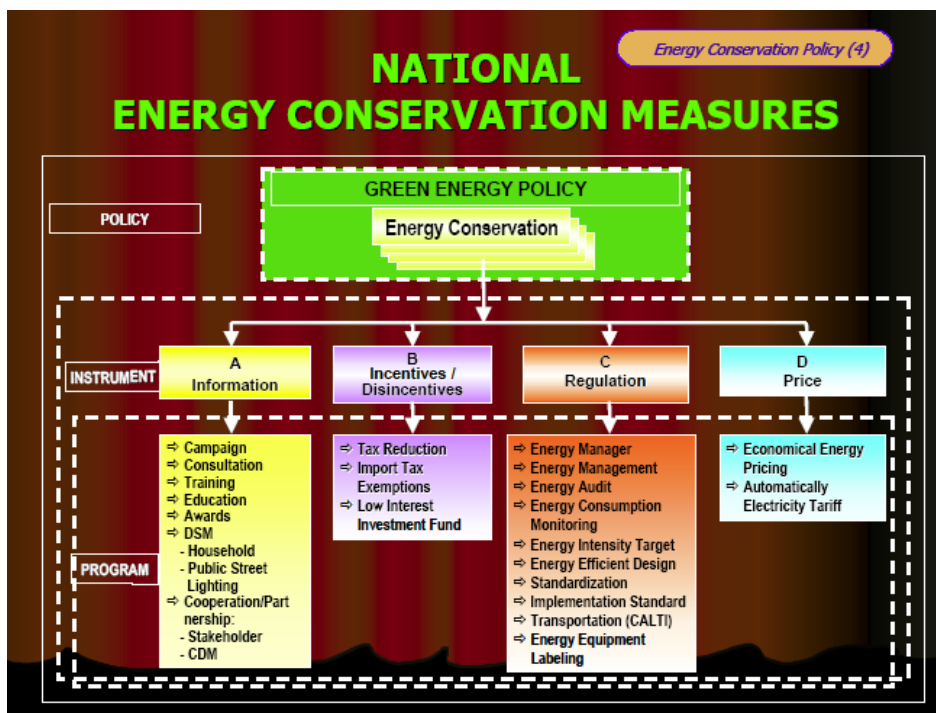 Energy Conservation Policy (4)
NATIONAL
ENERGY CONSERVATION MEASURES
POLICY
GREEN ENERGY POLICY
Energy Conservation
INSTRUMENT
A
Information
B
Incentives /
Disincentives
C
Regulation
D
Price
PROGRAM
⇨ Campaign
⇨ Consultation
⇨ Training
⇨ Education
⇨ Awards
⇨ DSM
- Household
- Public Street
Lighting
⇨ Cooperation/Part
nership:
- Stakeholder
- CDM
⇨ Tax Reduction
⇨ Import Tax
Exemptions
⇨ Low Interest
Investment Fund
⇨ Energy Manager
⇨ Energy Management
⇨ Energy Audit
⇨ Energy Consumption
Monitoring
⇨ Energy Intensity Target
⇨ Energy Efficient Design
⇨ Standardization
⇨ Implementation Standard
⇨ Transportation (CALTI)
⇨ Energy Equipment
Labeling
⇨ Economical Energy
Pricing
⇨ Automatically
Electricity Tariff